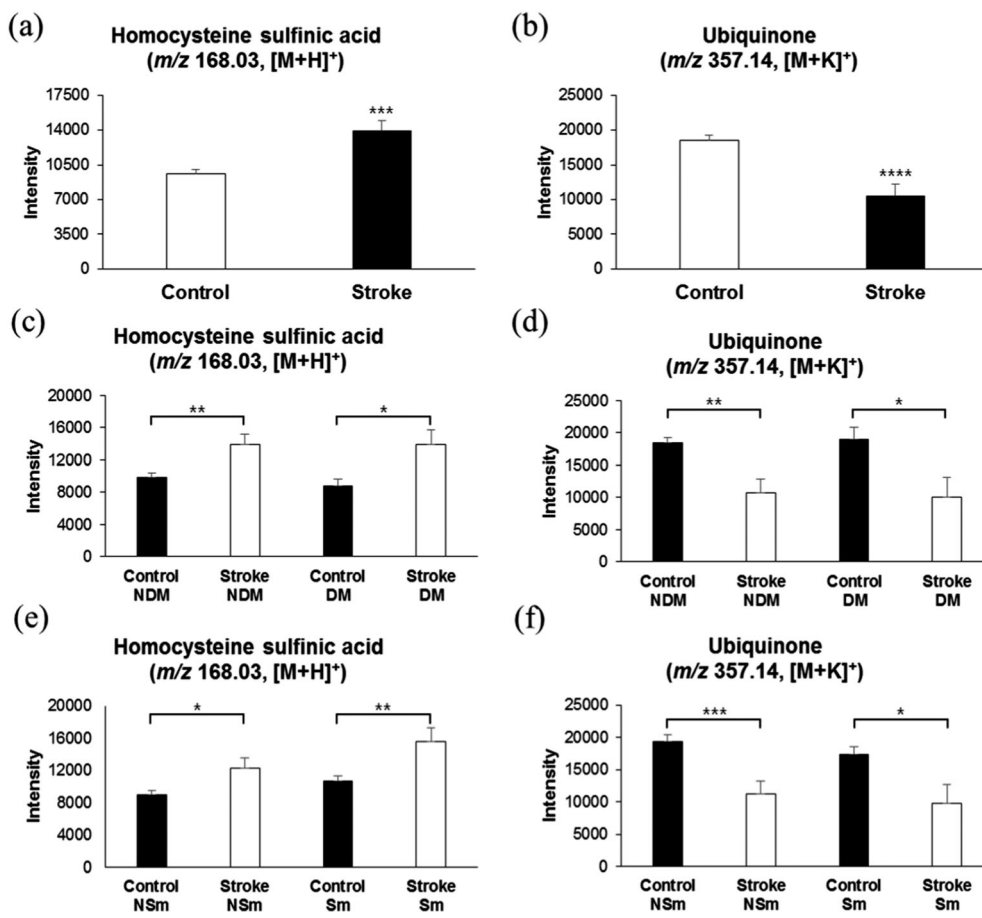 (a)
Homocysteine sulfinic acid
(m/z 168.03, [M+H]⁺)
Intensity
17500
14000
10500
7000
3500
0
***
Control
Stroke
(b)
Ubiquinone
(m/z 357.14, [M+K]⁺)
Intensity
25000
20000
15000
10000
5000
0
****
Control
Stroke
(c)
Homocysteine sulfinic acid
(m/z 168.03, [M+H]⁺)
Intensity
20000
16000
12000
8000
4000
0
**
*
Control NDM
Stroke NDM
Control DM
Stroke DM
(d)
Ubiquinone
(m/z 357.14, [M+K]⁺)
Intensity
25000
20000
15000
10000
5000
0
**
*
Control NDM
Stroke NDM
Control DM
Stroke DM
(e)
Homocysteine sulfinic acid
(m/z 168.03, [M+H]⁺)
Intensity
20000
16000
12000
8000
4000
0
*
**
Control NSm
Stroke NSm
Control Sm
Stroke Sm
(f)
Ubiquinone
(m/z 357.14, [M+K]⁺)
Intensity
25000
20000
15000
10000
5000
0
***
*
Control NSm
Stroke NSm
Control Sm
Stroke Sm